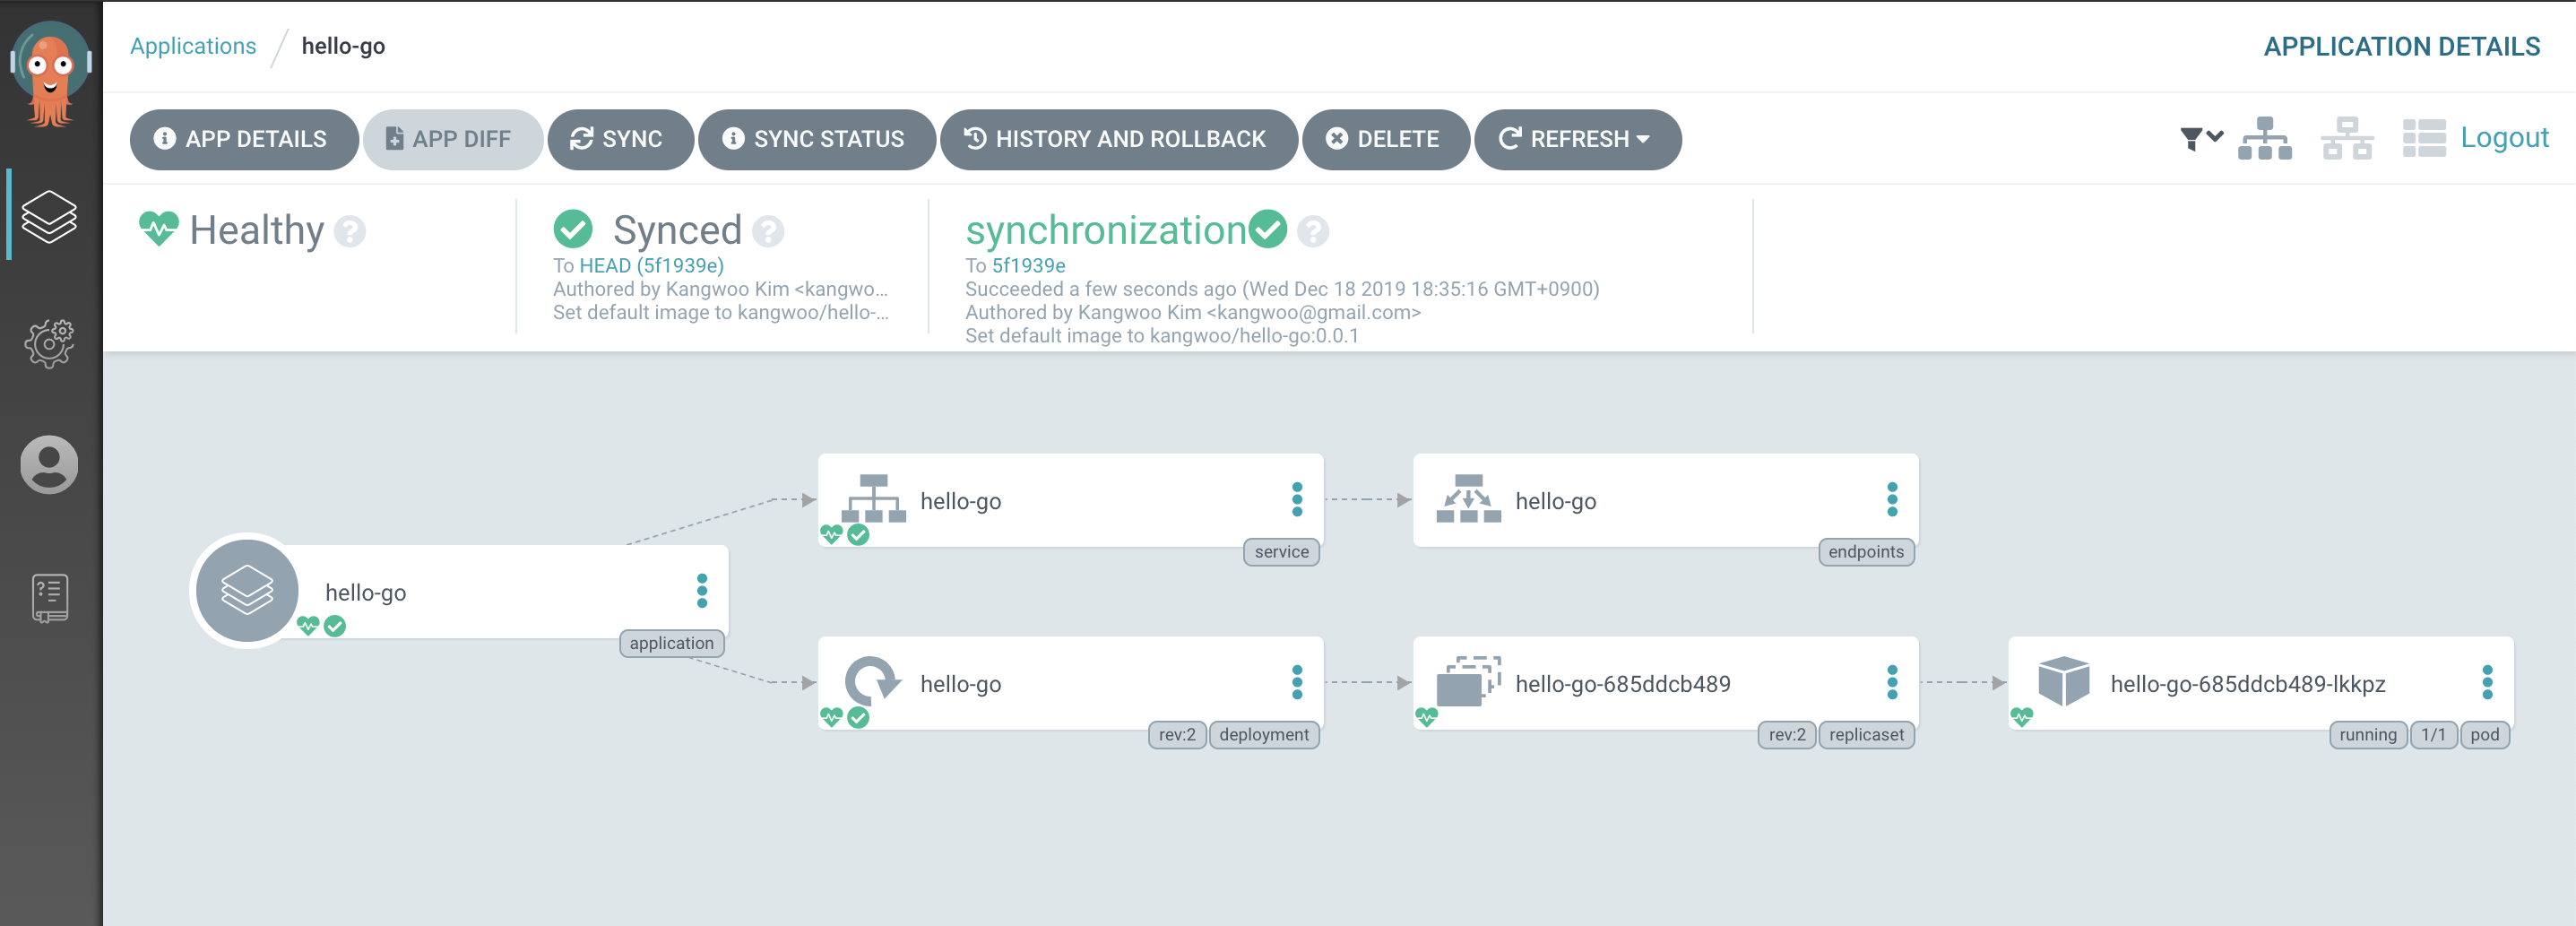 Applications / hello-go
APPLICATION DETAILS
APP DETAILS
APP DIFF
SYNC
SYNC STATUS
HISTORY AND ROLLBACK
DELETE
REFRESH
Logout
Healthy ?
Synced ?
To HEAD (5f1939e)
Authored by Kangwoo Kim <kangwo...
Set default image to kangwoo/hello-...
synchronization ?
To 5f1939e
Succeeded a few seconds ago (Wed Dec 18 2019 18:35:16 GMT+0900)
Authored by Kangwoo Kim <kangwoo@gmail.com>
Set default image to kangwoo/hello-go:0.0.1
hello-go
application
hello-go
service
hello-go
endpoints
hello-go
rev:2
deployment
hello-go-685ddcb489
rev:2
replicaset
hello-go-685ddcb489-lkkpz
running
1/1
pod